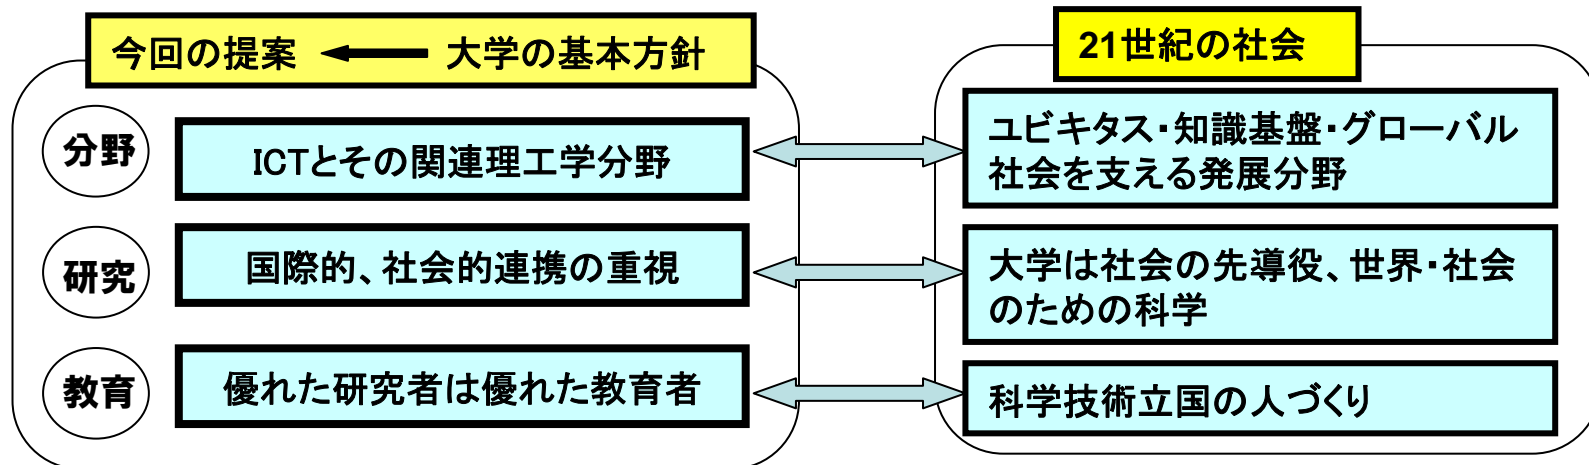 今回の提案 ← 大学の基本方針
分野
ICTとその関連理工学分野
研究
国際的、社会的連携の重視
教育
優れた研究者は優れた教育者
21世紀の社会
ユビキタス・知識基盤・グローバル
社会を支える発展分野
大学は社会の先導役、世界・社会
のための科学
科学技術立国の人づくり